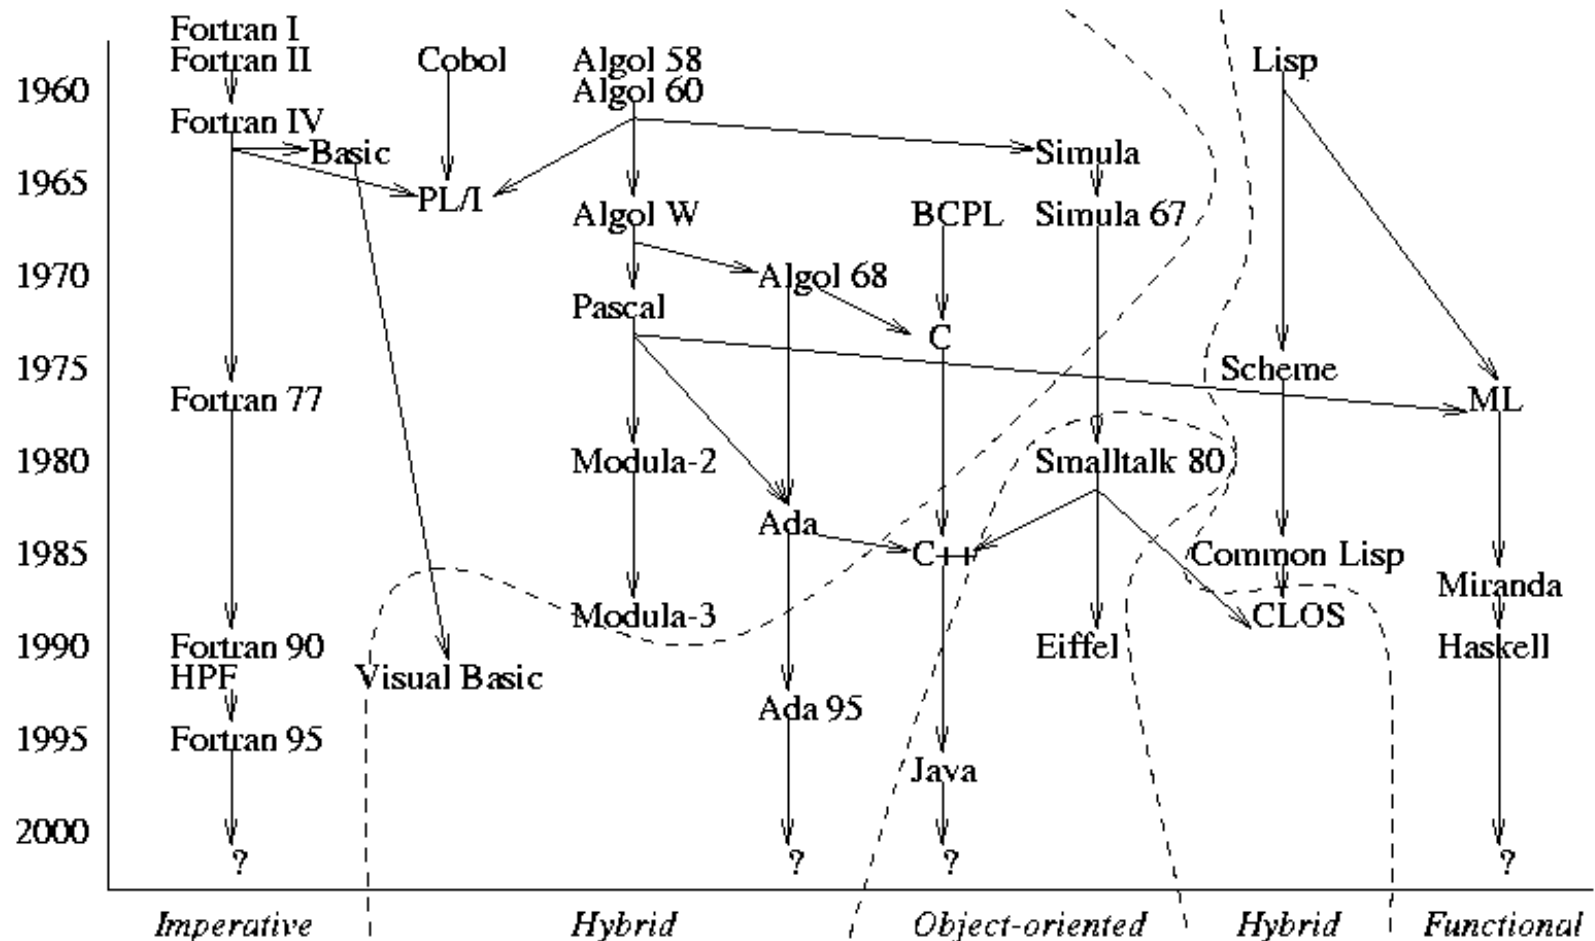 Fortran I
Fortran II Cobol Algol 58 Lisp
1960 Algol 60
Fortran IV
Basic Simula
1965
PL/I
Algol W BCPL Simula 67
1970 Algol 68
Pascal
C
1975 Scheme
Fortran 77 ML
1980 Modula-2 Smalltalk 80
Ada
1985 C++ Common Lisp
Miranda
Modula-3 CLOS
1990 Fortran 90 Eiffel Haskell
HPF Visual Basic
Ada 95
1995 Fortran 95
Java
2000
? ? ? ?
Imperative Hybrid Object-oriented Hybrid Functional